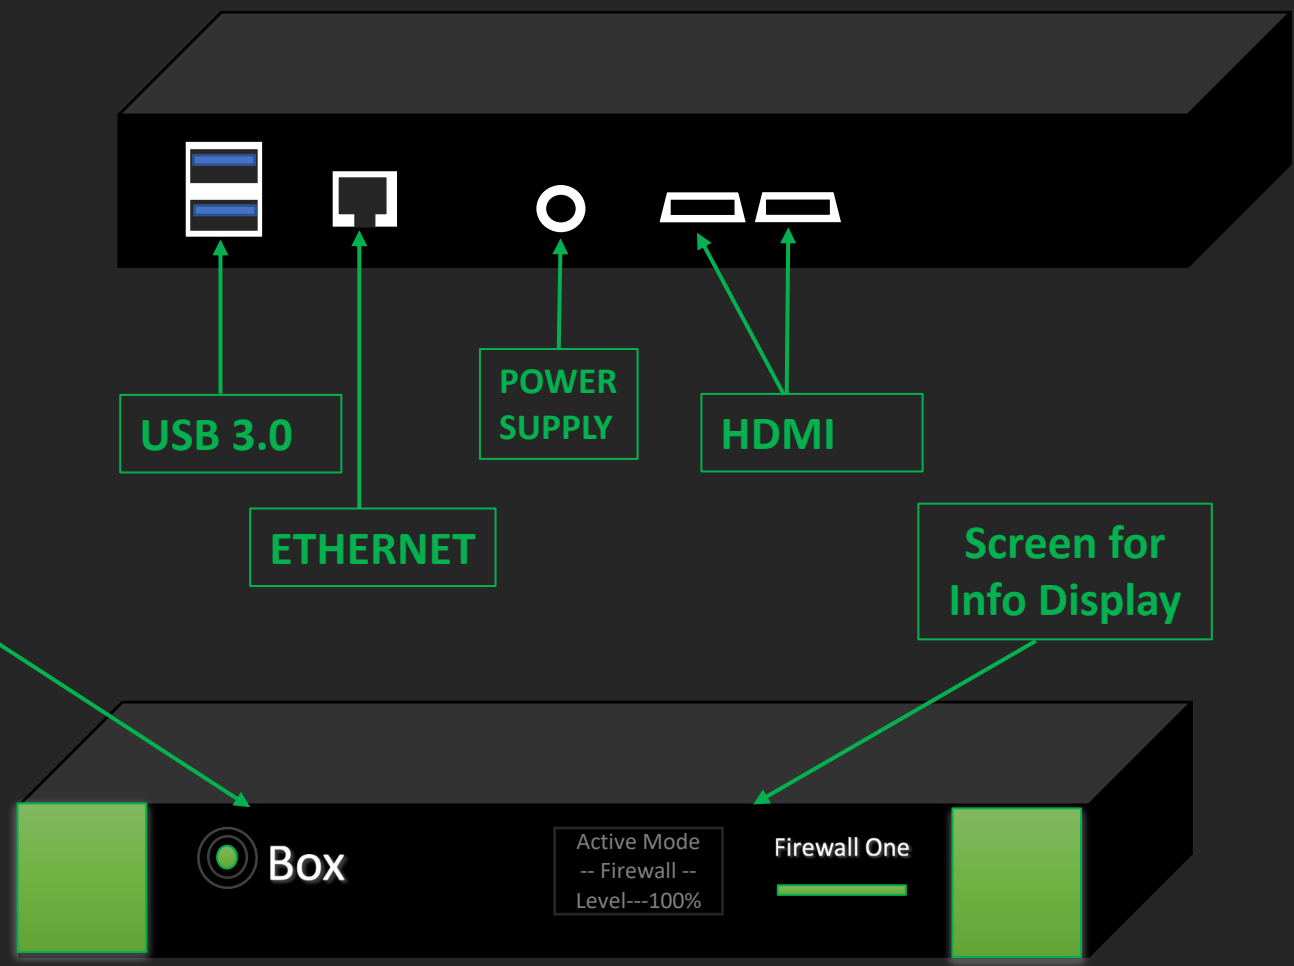 USB 3.0
POWER
SUPPLY
HDMI
ETHERNET
Screen for
Info Display
Box
Active Mode
-- Firewall --
Level---100%
Firewall One